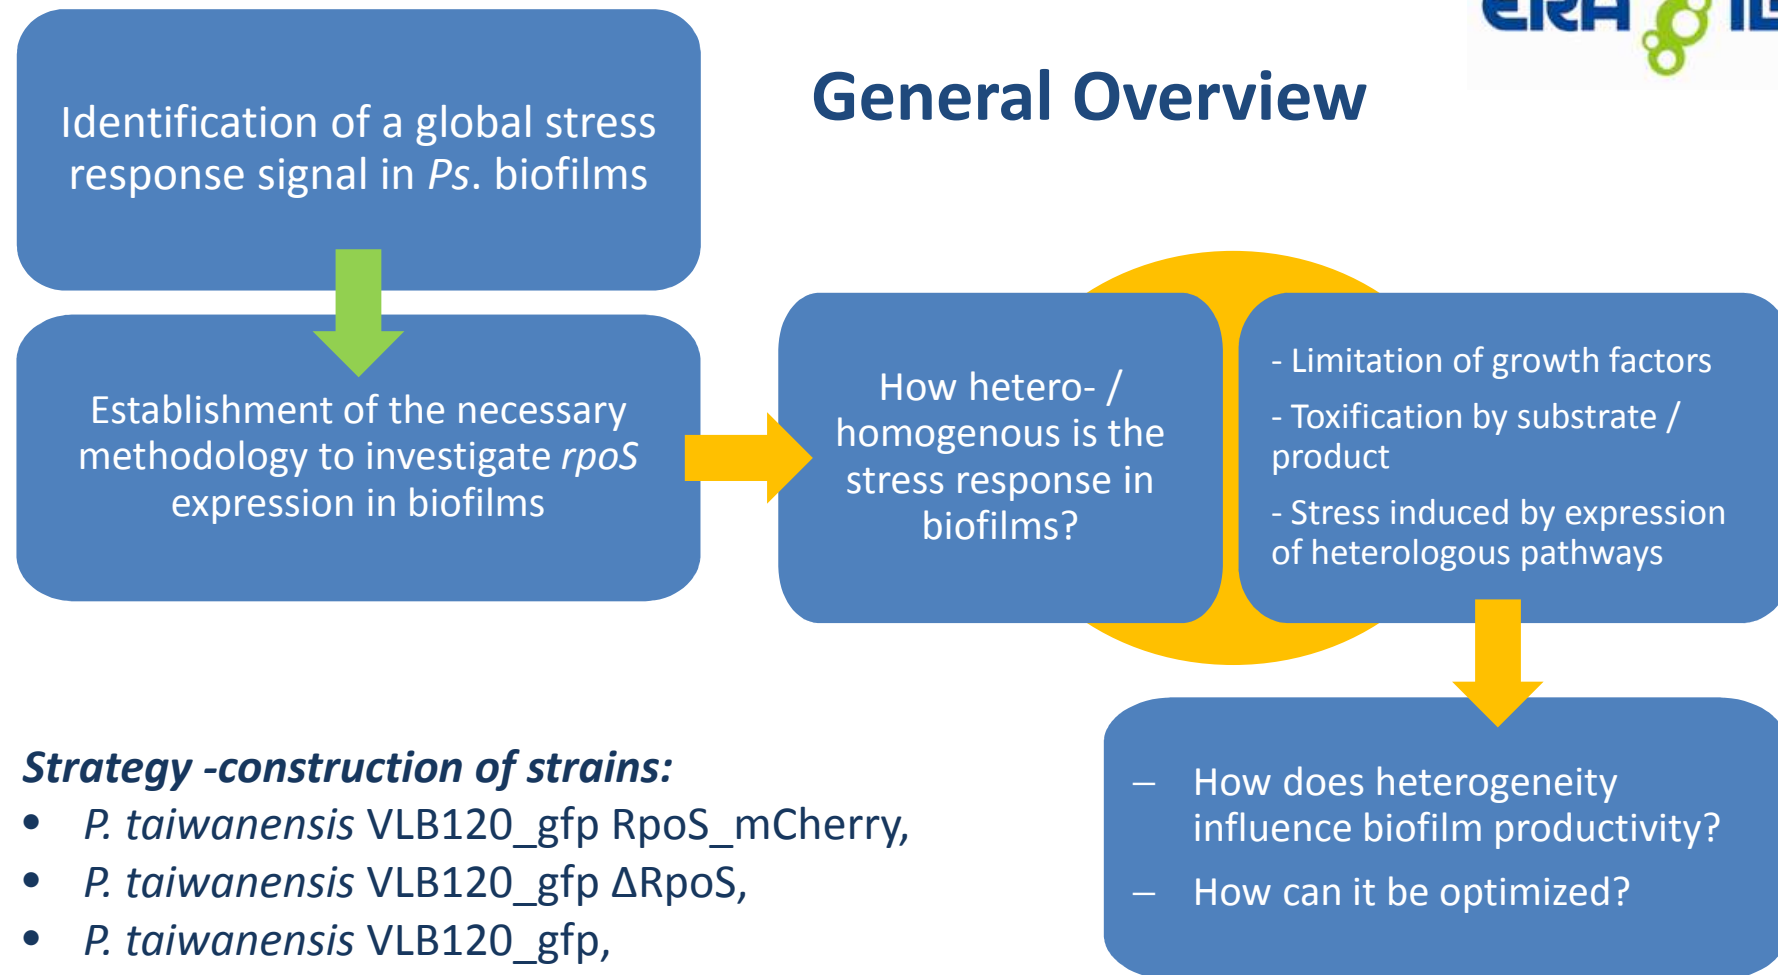 General Overview
Identification of a global stress
response signal in Ps. biofilms
Establishment of the necessary
methodology to investigate rpoS
expression in biofilms
How hetero- /
homogenous is the
stress response in
biofilms?
- Limitation of growth factors
- Toxification by substrate /
product
- Stress induced by expression
of heterologous pathways
– How does heterogeneity
influence biofilm productivity?
– How can it be optimized?
Strategy -construction of strains:
• P. taiwanensis VLB120_gfp RpoS_mCherry,
• P. taiwanensis VLB120_gfp ΔRpoS,
• P. taiwanensis VLB120_gfp,